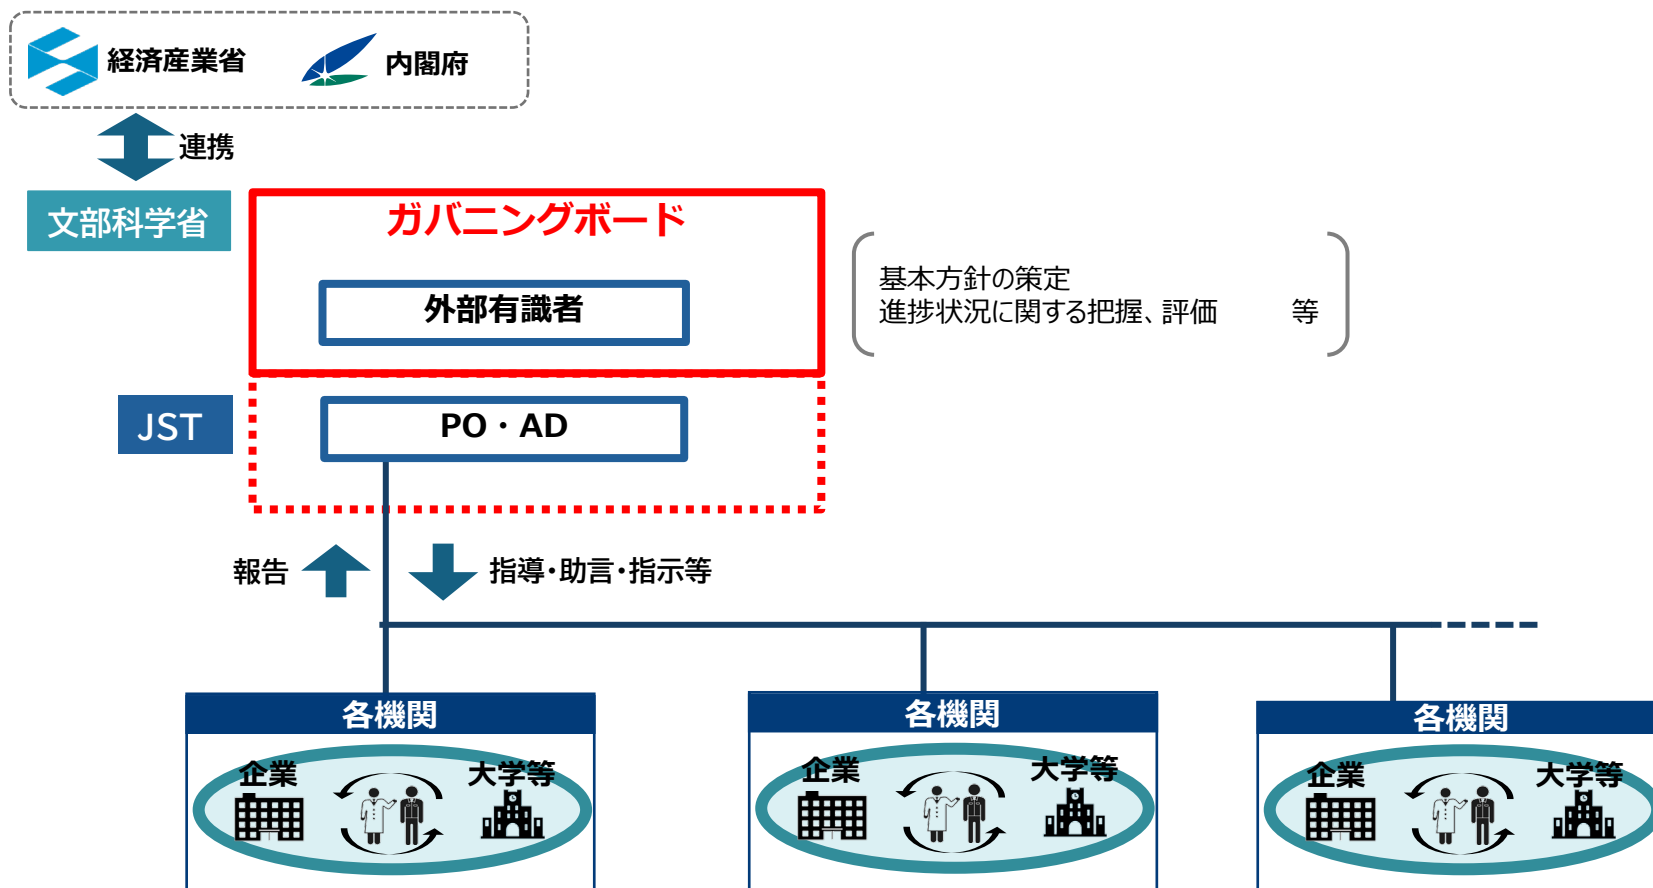 経済産業省
内閣府
連携
文部科学省
ガバニングボード
外部有識者
基本方針の策定
進捗状況に関する把握、評価　　　等
JST
PO・AD
報告
指導・助言・指示等
各機関
企業
大学等
各機関
企業
大学等
各機関
企業
大学等